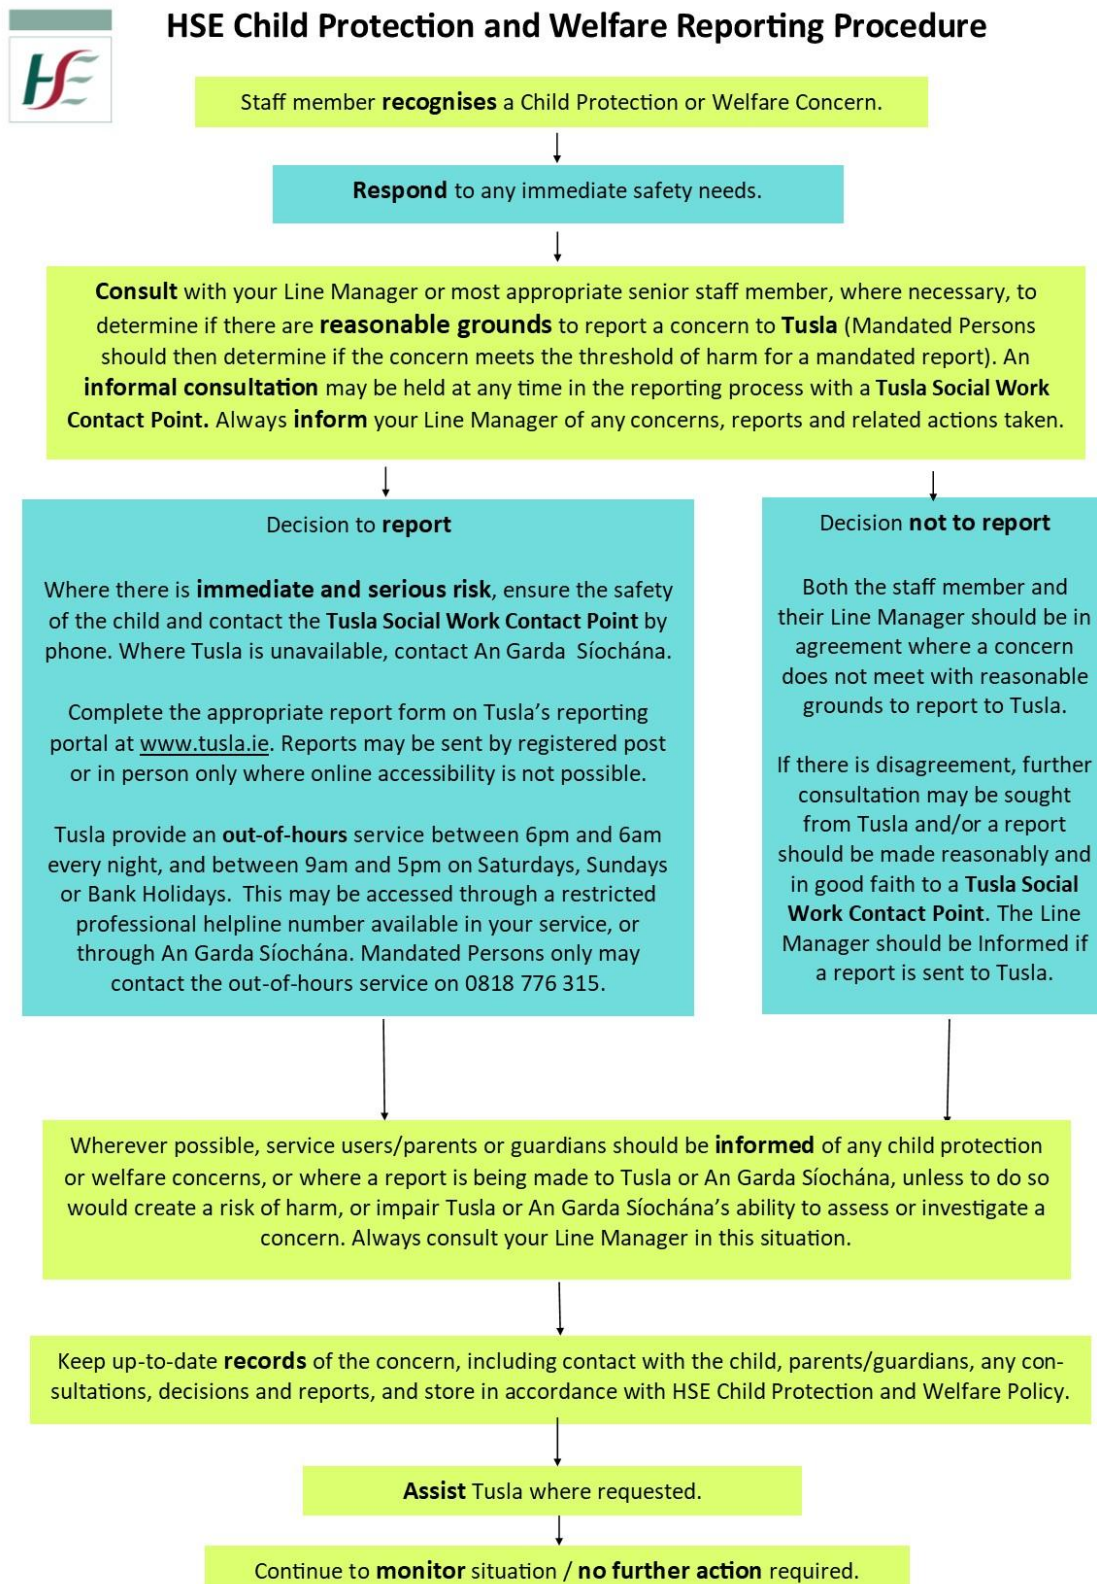 HSE Child Protection and Welfare Reporting Procedure
HSE
Staff member recognises a Child Protection or Welfare Concern.
Respond to any immediate safety needs.
Consult with your Line Manager or most appropriate senior staff member, where necessary, to
determine if there are reasonable grounds to report a concern to Tusla (Mandated Persons
should then determine if the concern meets the threshold of harm for a mandated report). An
informal consultation may be held at any time in the reporting process with a Tusla Social Work
Contact Point. Always inform your Line Manager of any concerns, reports and related actions taken.
Decision to report
Where there is immediate and serious risk, ensure the safety
of the child and contact the Tusla Social Work Contact Point by
phone. Where Tusla is unavailable, contact An Garda Síochána.
Complete the appropriate report form on Tusla's reporting
portal at www.tusla.ie. Reports may be sent by registered post
or in person only where online accessibility is not possible.
Tusla provide an out-of-hours service between 6pm and 6am
every night, and between 9am and 5pm on Saturdays, Sundays
or Bank Holidays. This may be accessed through a restricted
professional helpline number available in your service, or
through An Garda Síochána. Mandated Persons only may
contact the out-of-hours service on 0818 776 315.
Decision not to report
Both the staff member and
their Line Manager should be in
agreement where a concern
does not meet with reasonable
grounds to report to Tusla.
If there is disagreement, further
consultation may be sought
from Tusla and/or a report
should be made reasonably and
in good faith to a Tusla Social
Work Contact Point. The Line
Manager should be Informed if
a report is sent to Tusla.
Wherever possible, service users/parents or guardians should be informed of any child protection
or welfare concerns, or where a report is being made to Tusla or An Garda Síochána, unless to do so
would create a risk of harm, or impair Tusla or An Garda Síochána's ability to assess or investigate a
concern. Always consult your Line Manager in this situation.
Keep up-to-date records of the concern, including contact with the child, parents/guardians, any con-
sultations, decisions and reports, and store in accordance with HSE Child Protection and Welfare Policy.
Assist Tusla where requested.
Continue to monitor situation / no further action required.